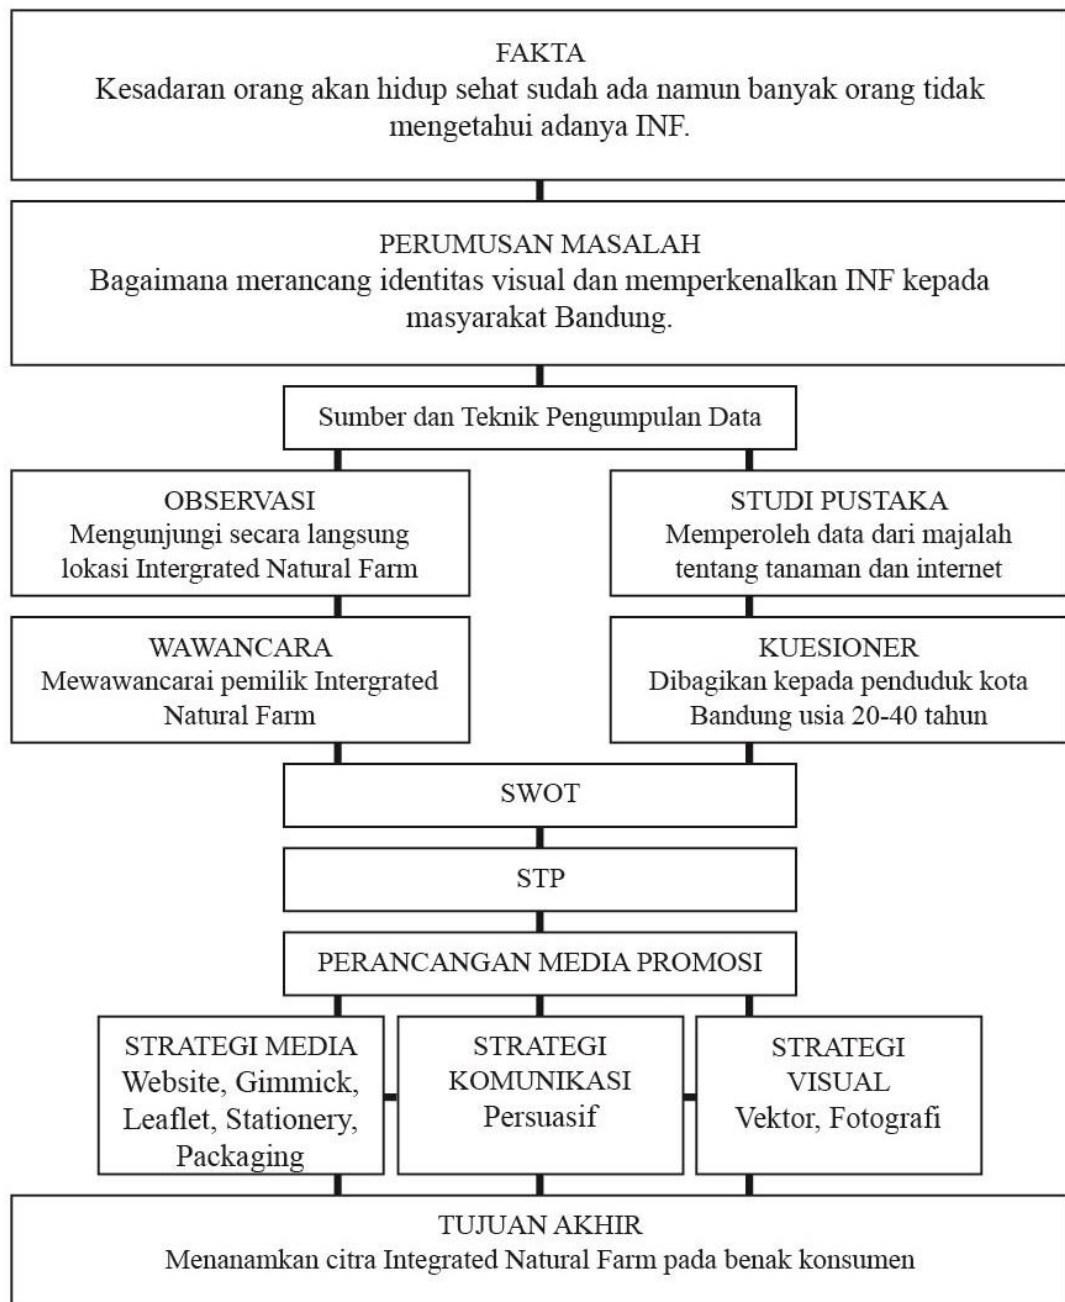 FAKTA
Kesadaran orang akan hidup sehat sudah ada namun banyak orang tidak
mengetahui adanya INF.
PERUMUSAN MASALAH
Bagaimana merancang identitas visual dan memperkenalkan INF kepada
masyarakat Bandung.
Sumber dan Teknik Pengumpulan Data
OBSERVASI
Mengunjungi secara langsung
lokasi Intergrated Natural Farm
STUDI PUSTAKA
Memperoleh data dari majalah
tentang tanaman dan internet
WAWANCARA
Mewawancarai pemilik Intergrated
Natural Farm
KUESIONER
Dibagikan kepada penduduk kota
Bandung usia 20-40 tahun
SWOT
STP
PERANCANGAN MEDIA PROMOSI
STRATEGI MEDIA
Website, Gimmick,
Leaflet, Stationery,
Packaging
STRATEGI
KOMUNIKASI
Persuasif
STRATEGI
VISUAL
Vektor, Fotografi
TUJUAN AKHIR
Menanamkan citra Integrated Natural Farm pada benak konsumen